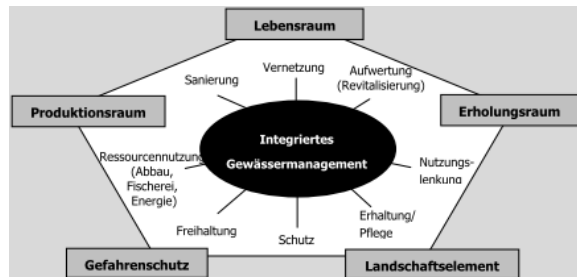 Lebensraum
Vernetzung
Aufwertung
(Revitalisierung)
Sanierung
Produktionsraum
Erholungsraum
Integriertes
Gewässermanagement
Ressourcennutzung
(Abbau,
Fischerei,
Energie)
Nutzungs-
lenkung
Freihaltung
Schutz
Erhaltung/
Pflege
Gefahrenschutz
Landschaftselement